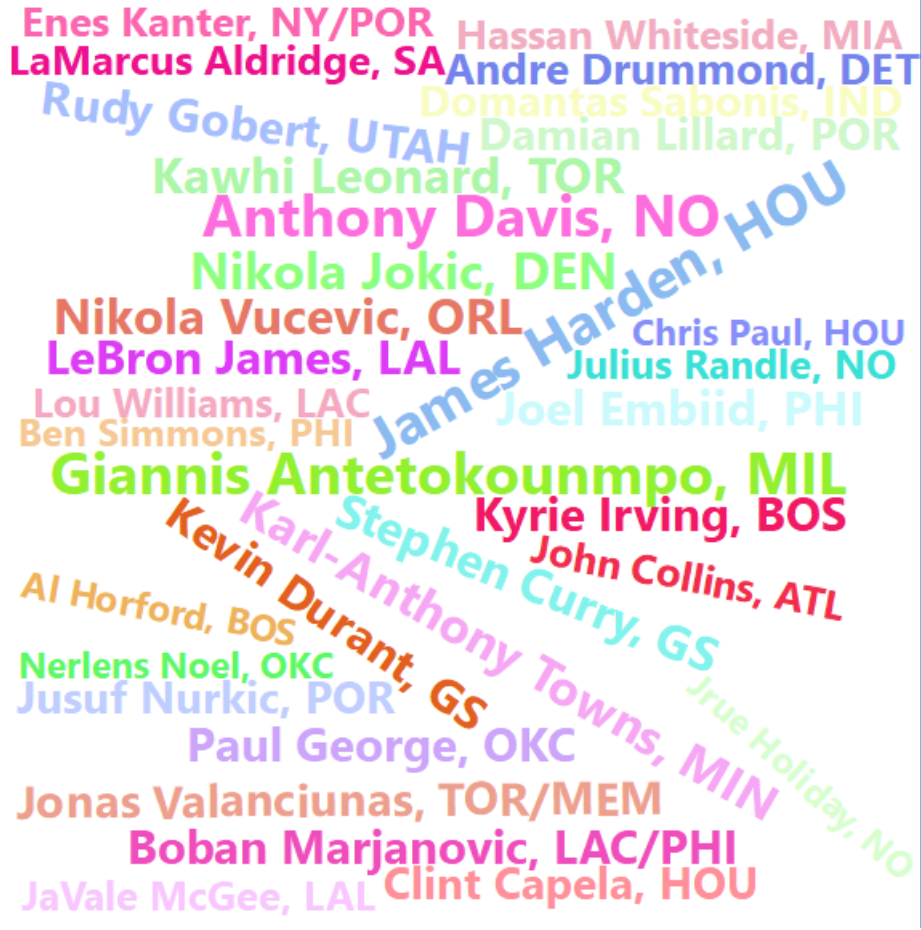 Enes Kanter, NY/POR
Hassan Whiteside, MIA
LaMarcus Aldridge, SA
Andre Drummond, DET
Rudy Gobert, UTAH
Domantas Sabonis, IND
Damian Lillard, POR
Kawhi Leonard, TOR
Anthony Davis, NO
James Harden, HOU
Nikola Jokic, DEN
Nikola Vucevic, ORL
Chris Paul, HOU
LeBron James, LAL
Julius Randle, NO
Lou Williams, LAC
Joel Embiid, PHI
Ben Simmons, PHI
Giannis Antetokounmpo, MIL
Kyrie Irving, BOS
Stephen Curry, GS
Karl-Anthony Towns, MIN
Kevin Durant, GS
John Collins, ATL
Al Horford, BOS
Nerlens Noel, OKC
Jusuf Nurkic, POR
Jrue Holiday, NO
Paul George, OKC
Jonas Valanciunas, TOR/MEM
Boban Marjanovic, LAC/PHI
Clint Capela, HOU
JaVale McGee, LAL